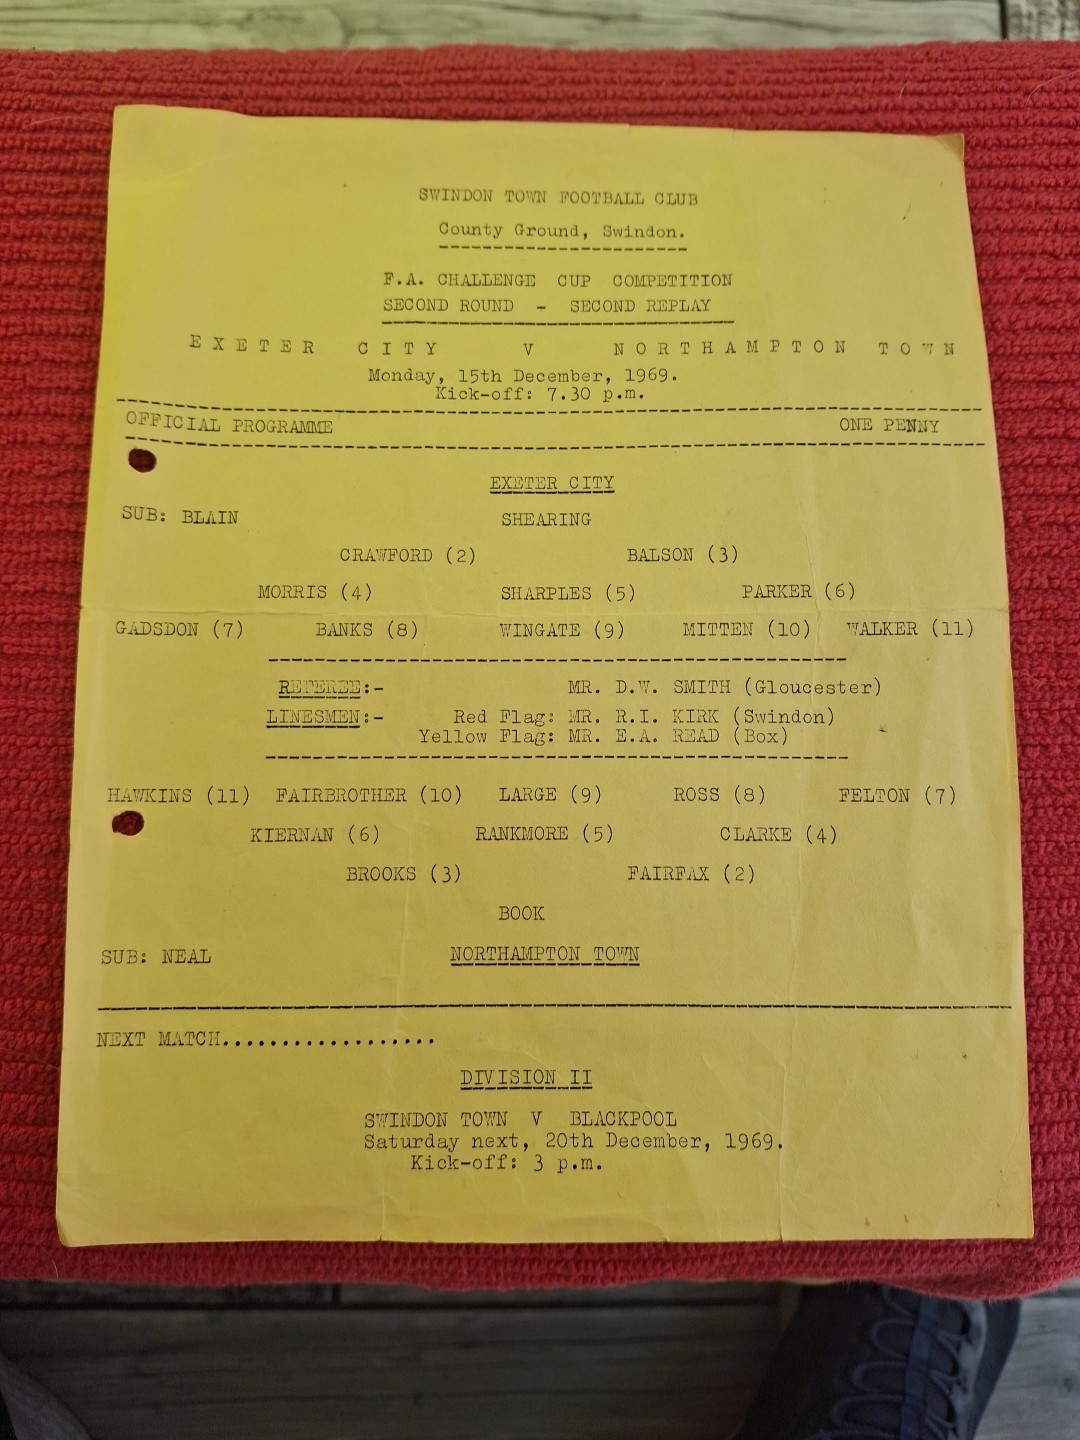 SWINDON TOWN FOOTBALL CLUB
County Ground, Swindon.
F.A. CHALLENGE CUP COMPETITION
SECOND ROUND - SECOND REPLAY
EXETER CITY V NORTHAMPTON TOWN
Monday, 15th December, 1969.
Kick-off: 7.30 p.m.
OFFICIAL PROGRAMME ONE PENNY
EXETER CITY
SUB: BLAIN SHEARING
CRAWFORD (2) BALSON (3)
MORRIS (4) SHARPLES (5) PARKER (6)
GADSDON (7) BANKS (8) WINGATE (9) MITTEN (10) WALKER (11)
REFEREE:- MR. D.W. SMITH (Gloucester)
LINESMEN:- Red Flag: MR. R.I. KIRK (Swindon)
Yellow Flag: MR. E.A. READ (Box)
HAWKINS (11) FAIRBROTHER (10) LARGE (9) ROSS (8) FELTON (7)
KIERNAN (6) RANKMORE (5) CLARKE (4)
BROOKS (3) FAIRFAX (2)
BOOK
SUB: NEAL NORTHAMPTON TOWN
NEXT MATCH..................
DIVISION II
SWINDON TOWN V BLACKPOOL
Saturday next, 20th December, 1969.
Kick-off: 3 p.m.